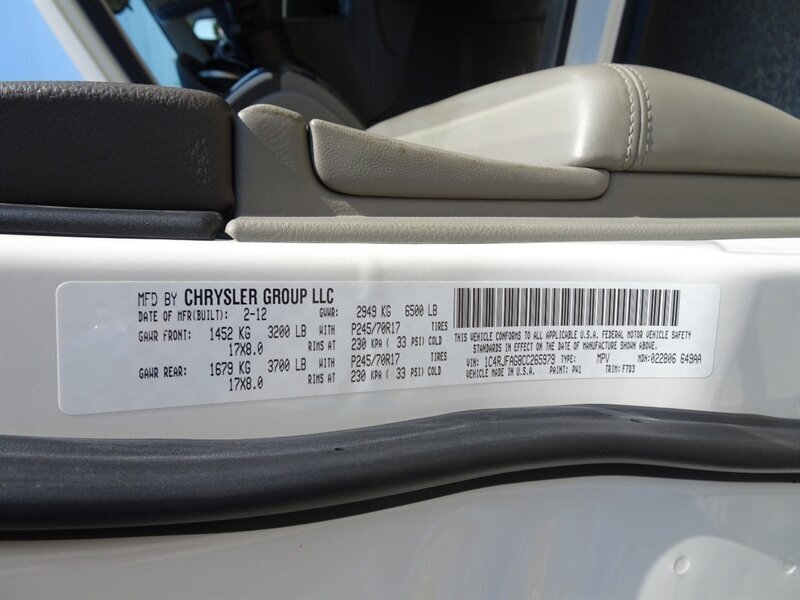 MFD BY CHRYSLER GROUP LLC
DATE OF MFR(BUILT): 2-12 GVWR: 2949 KG 6500 LB
GAWR FRONT: 1452 KG 3200 LB WITH P245/70R17 TIRES
17X8.0 RIMS AT 230 KPA ( 33 PSI) COLD
GAWR REAR: 1679 KG 3700 LB WITH P245/70R17 TIRES
17X8.0 RIMS AT 230 KPA ( 33 PSI) COLD
THIS VEHICLE CONFORMS TO ALL APPLICABLE U.S.A. FEDERAL MOTOR VEHICLE SAFETY
STANDARDS IN EFFECT ON THE DATE OF MANUFACTURE SHOWN ABOVE.
VIN: 1C4RJFAG8CC265979 TYPE: MPV MDH: 022806 649AA
VEHICLE MADE IN U.S.A. PAINT: PW1 TRIM: F7D3